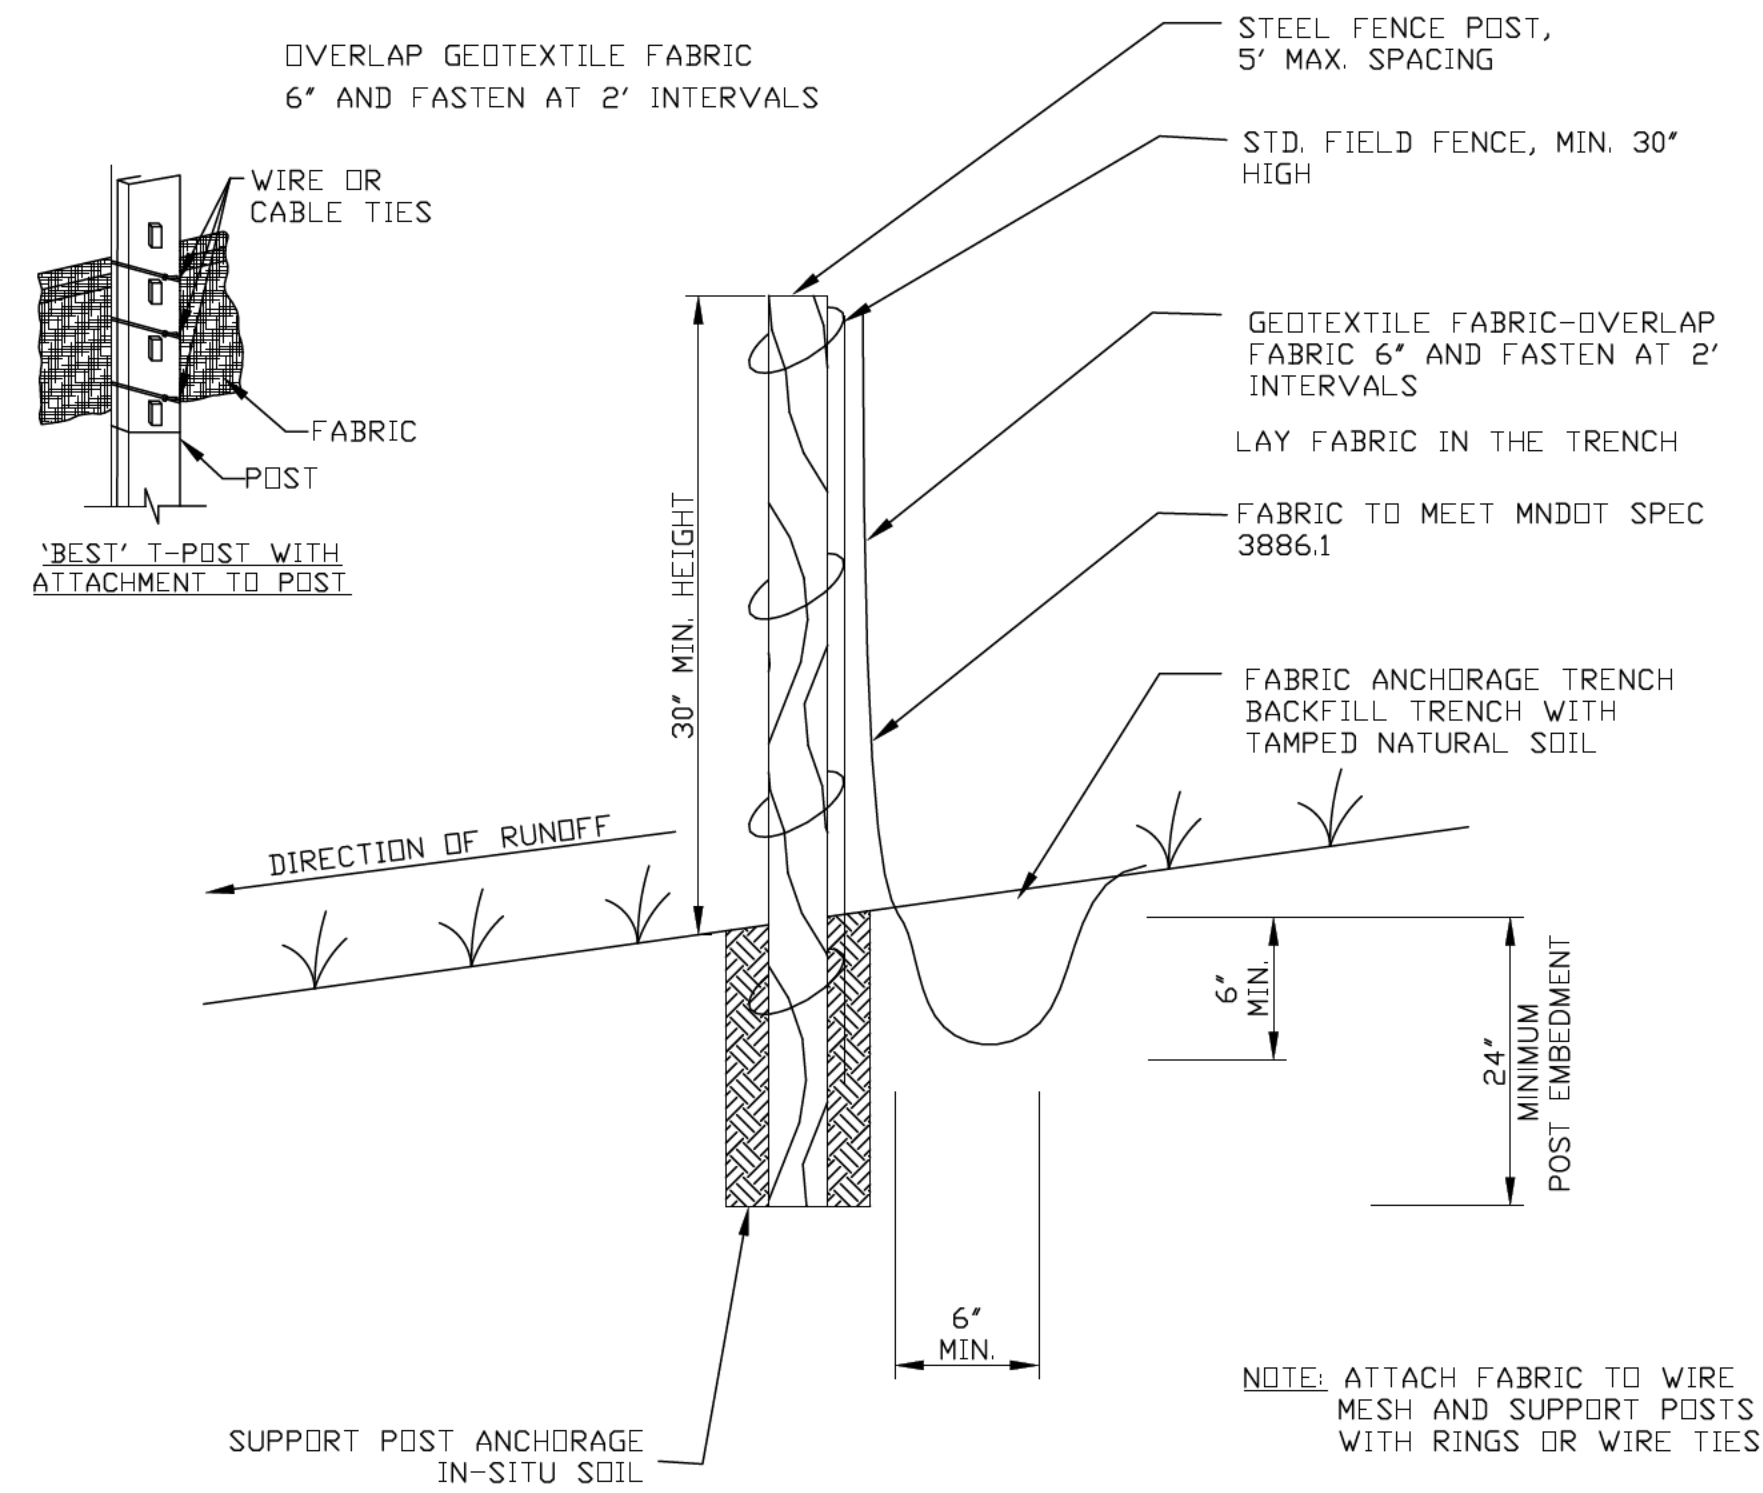 OVERLAP GEOTEXTILE FABRIC
6" AND FASTEN AT 2' INTERVALS
WIRE OR
CABLE TIES
FABRIC
POST
'BEST' T-POST WITH
ATTACHMENT TO POST
STEEL FENCE POST,
5' MAX. SPACING
STD. FIELD FENCE, MIN. 30"
HIGH
GEOTEXTILE FABRIC-OVERLAP
FABRIC 6" AND FASTEN AT 2'
INTERVALS
LAY FABRIC IN THE TRENCH
FABRIC TO MEET MNDOT SPEC
3886.1
FABRIC ANCHORAGE TRENCH
BACKFILL TRENCH WITH
TAMPED NATURAL SOIL
30" MIN. HEIGHT
DIRECTION OF RUNOFF
6"
MIN.
24"
MINIMUM
POST EMBEDMENT
6"
MIN.
SUPPORT POST ANCHORAGE
IN-SITU SOIL
NOTE: ATTACH FABRIC TO WIRE
MESH AND SUPPORT POSTS
WITH RINGS OR WIRE TIES